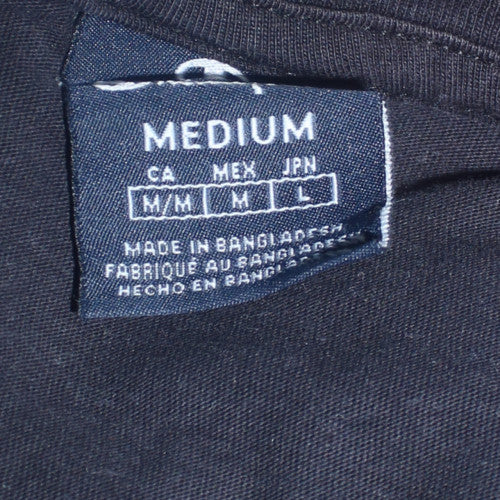 MEDIUM
CA MEX JPN
M/M M L
MADE IN BANGLADESH
FABRIQUÉ AU BANGLADESH
HECHO EN BANGLADESH